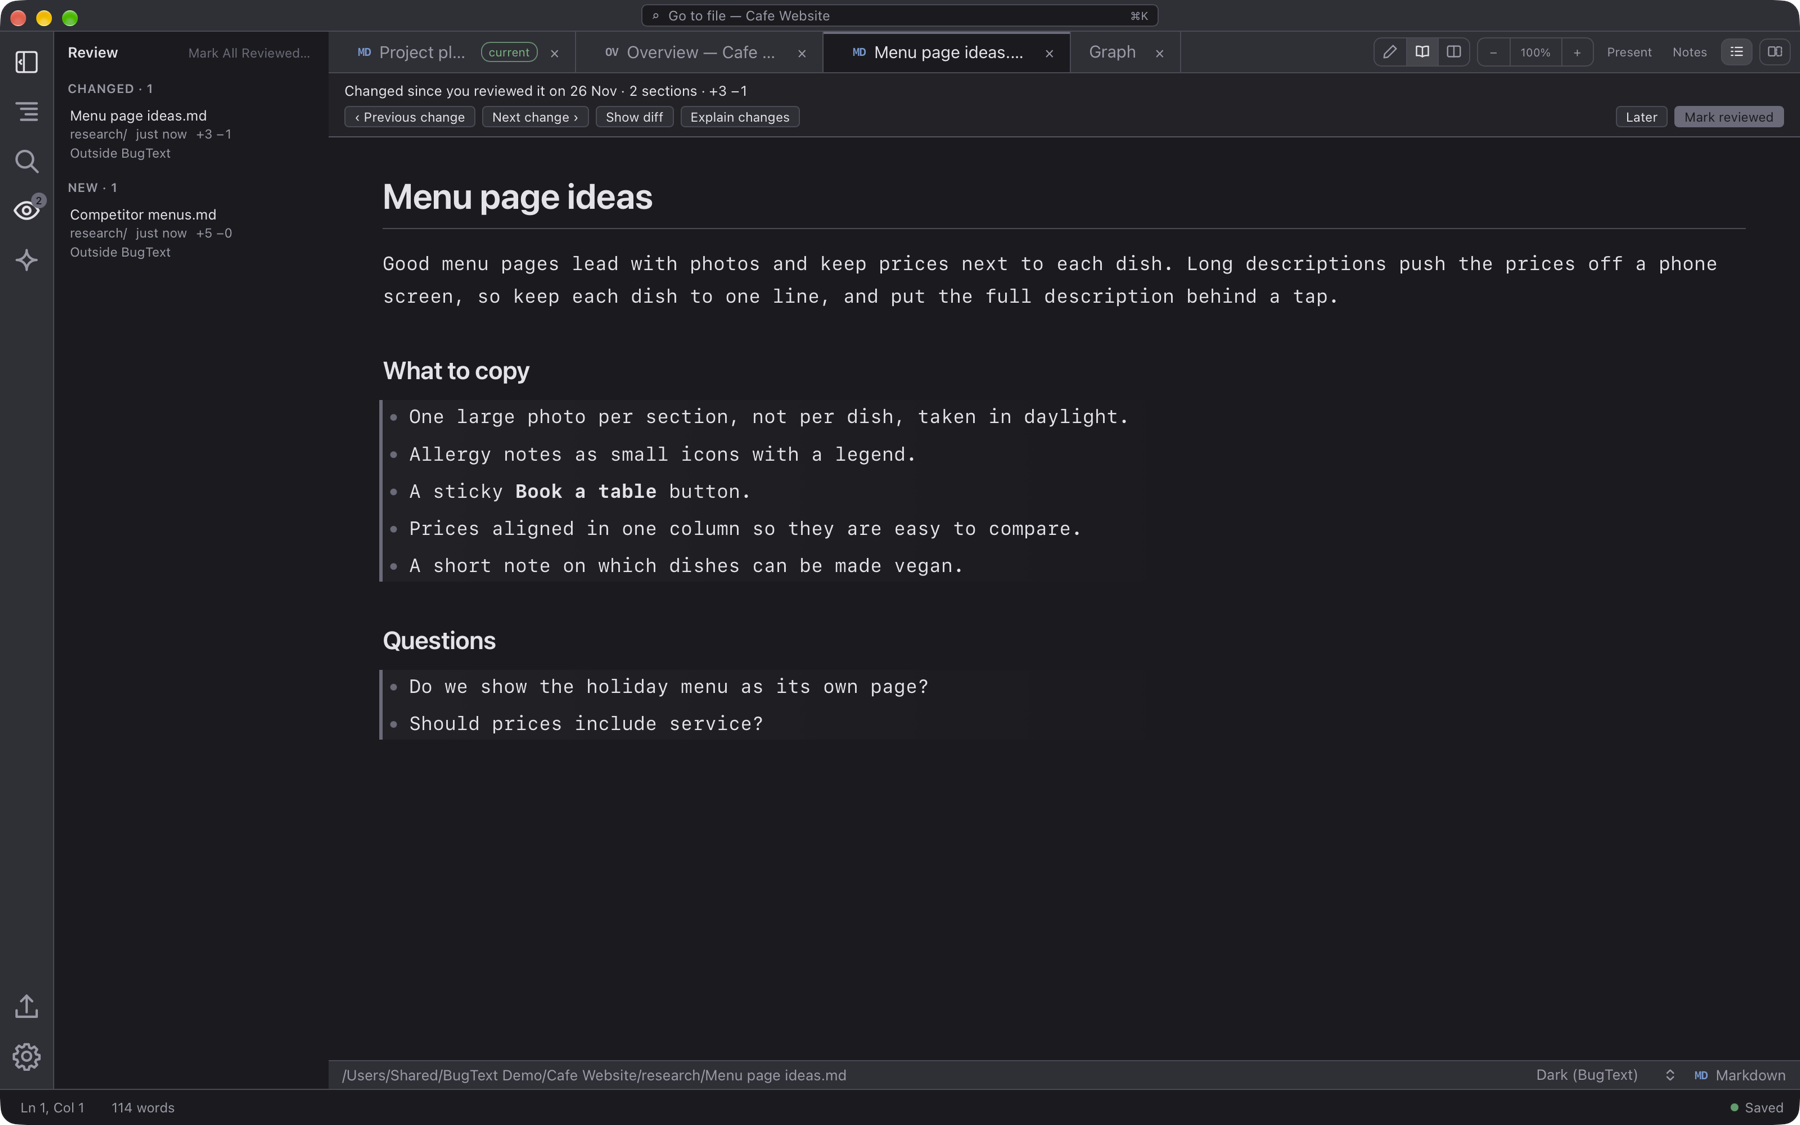 Go to file — Cafe Website ⌘K
Review Mark All Reviewed...
CHANGED · 1
Menu page ideas.md
research/ just now +3 −1
Outside BugText
NEW · 1
Competitor menus.md
research/ just now +5 −0
Outside BugText
2
MD Project pl... current ×
OV Overview — Cafe ... ×
MD Menu page ideas.... ×
Graph ×
− 100% + Present Notes
Changed since you reviewed it on 26 Nov · 2 sections · +3 −1
‹ Previous change Next change › Show diff Explain changes Later Mark reviewed
Menu page ideas
Good menu pages lead with photos and keep prices next to each dish. Long descriptions push the prices off a phone
screen, so keep each dish to one line, and put the full description behind a tap.
What to copy
• One large photo per section, not per dish, taken in daylight.
• Allergy notes as small icons with a legend.
• A sticky Book a table button.
• Prices aligned in one column so they are easy to compare.
• A short note on which dishes can be made vegan.
Questions
• Do we show the holiday menu as its own page?
• Should prices include service?
/Users/Shared/BugText Demo/Cafe Website/research/Menu page ideas.md Dark (BugText) MD Markdown
Ln 1, Col 1 114 words Saved